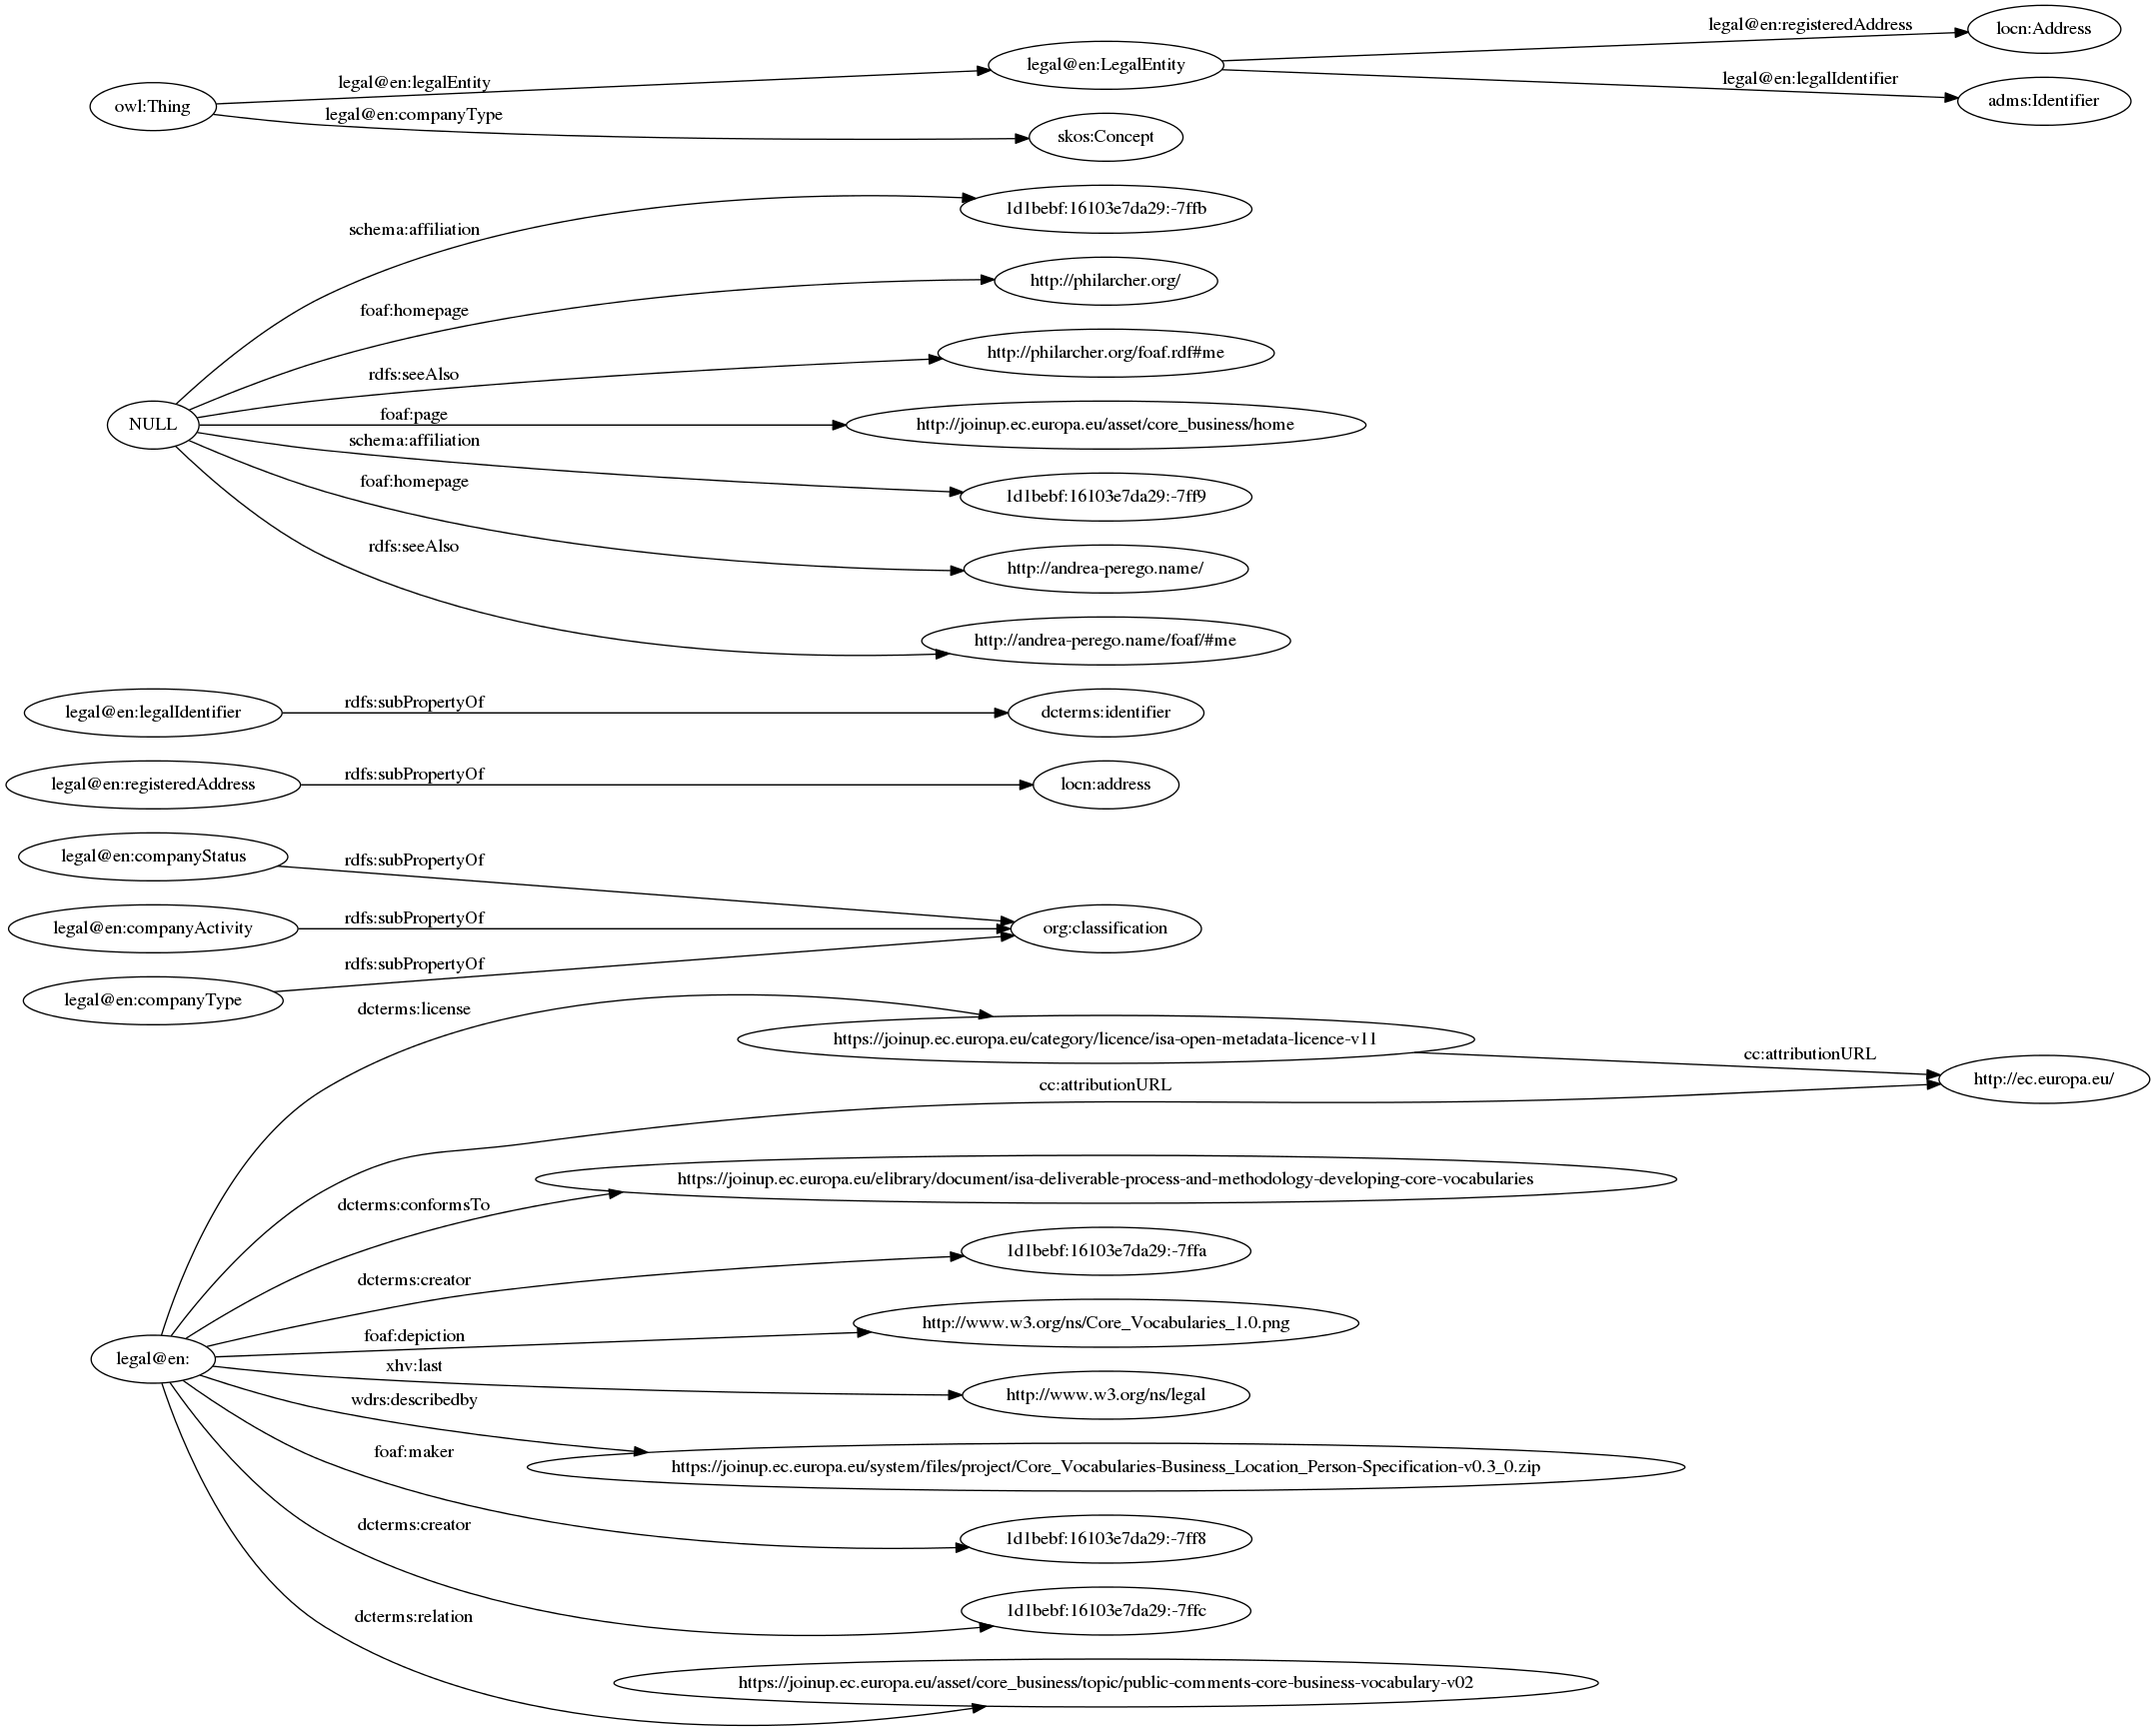 legal@en:registeredAddress
locn:Address
legal@en:LegalEntity
legal@en:legalEntity
legal@en:legalIdentifier
adms:Identifier
owl:Thing
legal@en:companyType
skos:Concept
1d1bebf:16103e7da29:-7ffb
schema:affiliation
http://philarcher.org/
foaf:homepage
http://philarcher.org/foaf.rdf#me
rdfs:seeAlso
foaf:page
NULL
http://joinup.ec.europa.eu/asset/core_business/home
schema:affiliation
foaf:homepage
1d1bebf:16103e7da29:-7ff9
rdfs:seeAlso
http://andrea-perego.name/
http://andrea-perego.name/foaf/#me
rdfs:subPropertyOf
legal@en:legalIdentifier
dcterms:identifier
rdfs:subPropertyOf
legal@en:registeredAddress
locn:address
legal@en:companyStatus
rdfs:subPropertyOf
rdfs:subPropertyOf
legal@en:companyActivity
org:classification
rdfs:subPropertyOf
legal@en:companyType
dcterms:license
https://joinup.ec.europa.eu/category/licence/isa-open-metadata-licence-v11
cc:attributionURL
http://ec.europa.eu/
cc:attributionURL
https://joinup.ec.europa.eu/elibrary/document/isa-deliverable-process-and-methodology-developing-core-vocabularies
dcterms:conformsTo
1d1bebf:16103e7da29:-7ffa
dcterms:creator
http://www.w3.org/ns/Core_Vocabularies_1.0.png
foaf:depiction
legal@en:
xhv:last
http://www.w3.org/ns/legal
wdrs:describedby
foaf:maker
https://joinup.ec.europa.eu/system/files/project/Core_Vocabularies-Business_Location_Person-Specification-v0.3_0.zip
dcterms:creator
1d1bebf:16103e7da29:-7ff8
1d1bebf:16103e7da29:-7ffc
dcterms:relation
https://joinup.ec.europa.eu/asset/core_business/topic/public-comments-core-business-vocabulary-v02